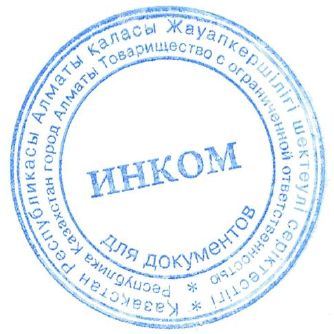 Қазақстан Республикасы Алматы қаласы Жауапкершілігі шектеулі серіктестігі *
Республика Казахстан город Алматы Товарищество с ограниченной ответственностью *
ИНКОМ
для документов